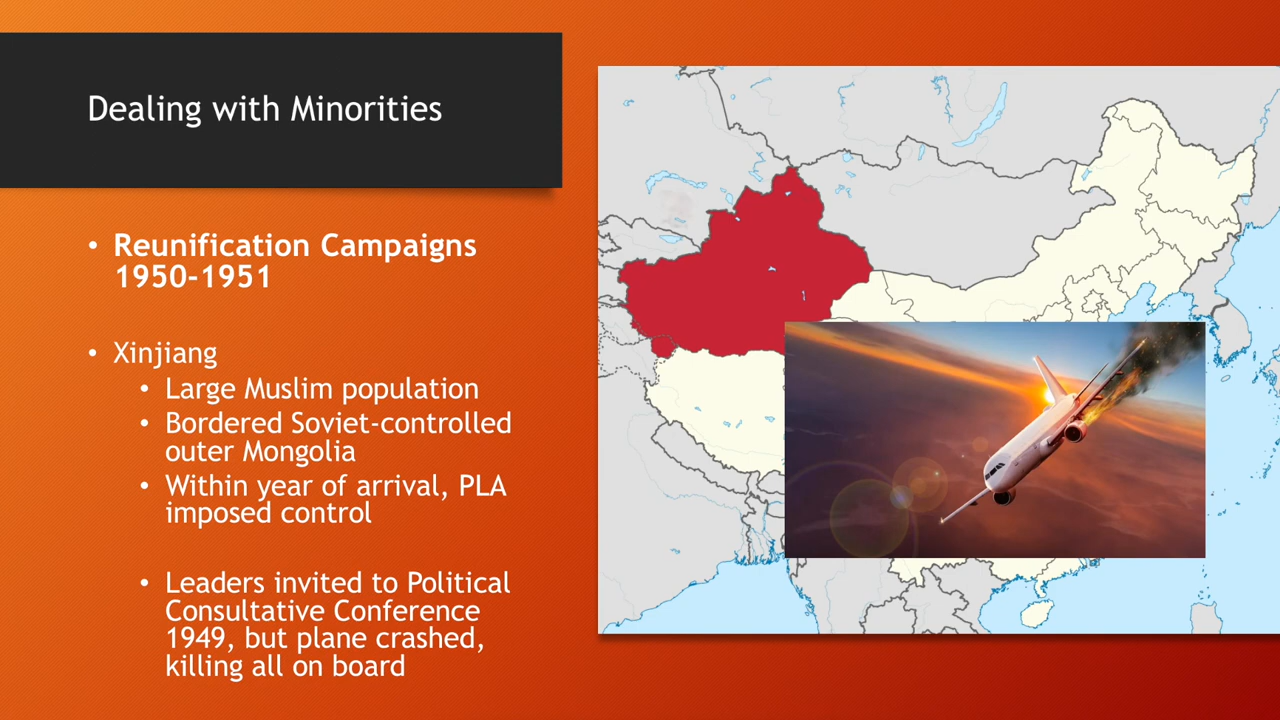 Dealing with Minorities
• Reunification Campaigns
1950-1951
• Xinjiang
• Large Muslim population
• Bordered Soviet-controlled
outer Mongolia
• Within year of arrival, PLA
imposed control
• Leaders invited to Political
Consultative Conference
1949, but plane crashed,
killing all on board